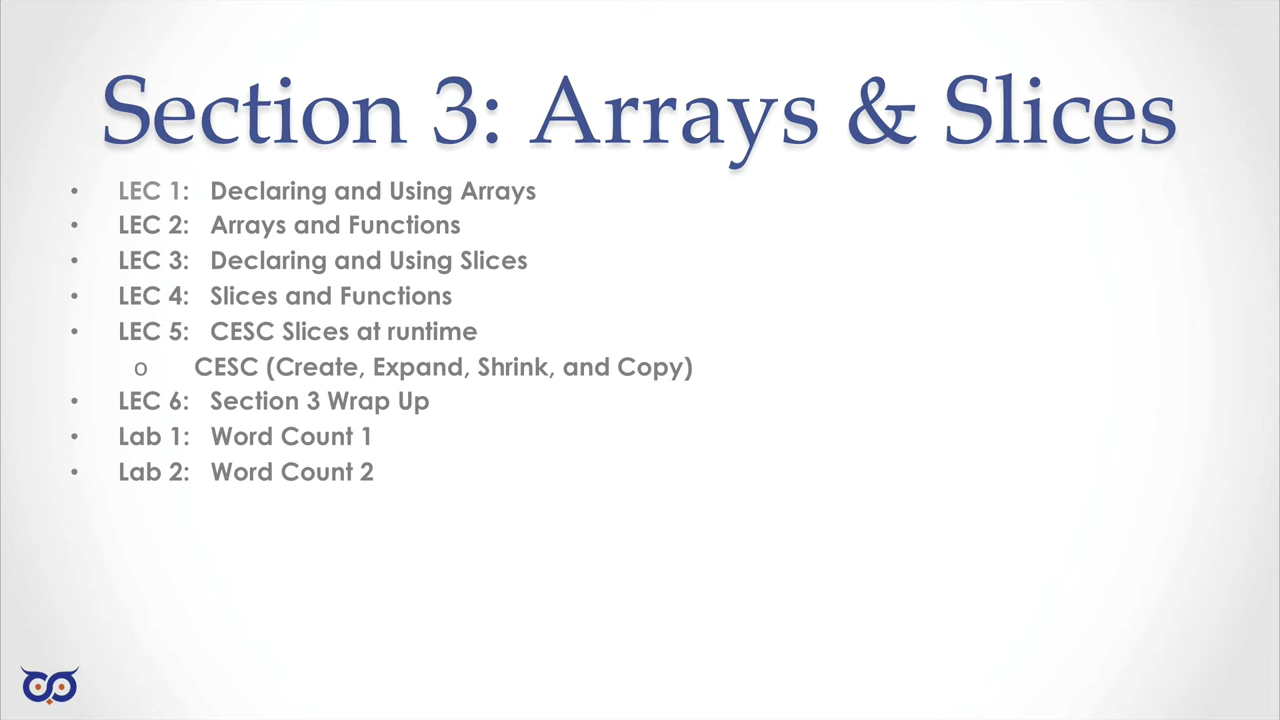 Section 3: Arrays & Slices
• LEC 1: Declaring and Using Arrays
• LEC 2: Arrays and Functions
• LEC 3: Declaring and Using Slices
• LEC 4: Slices and Functions
• LEC 5: CESC Slices at runtime
o CESC (Create, Expand, Shrink, and Copy)
• LEC 6: Section 3 Wrap Up
• Lab 1: Word Count 1
• Lab 2: Word Count 2